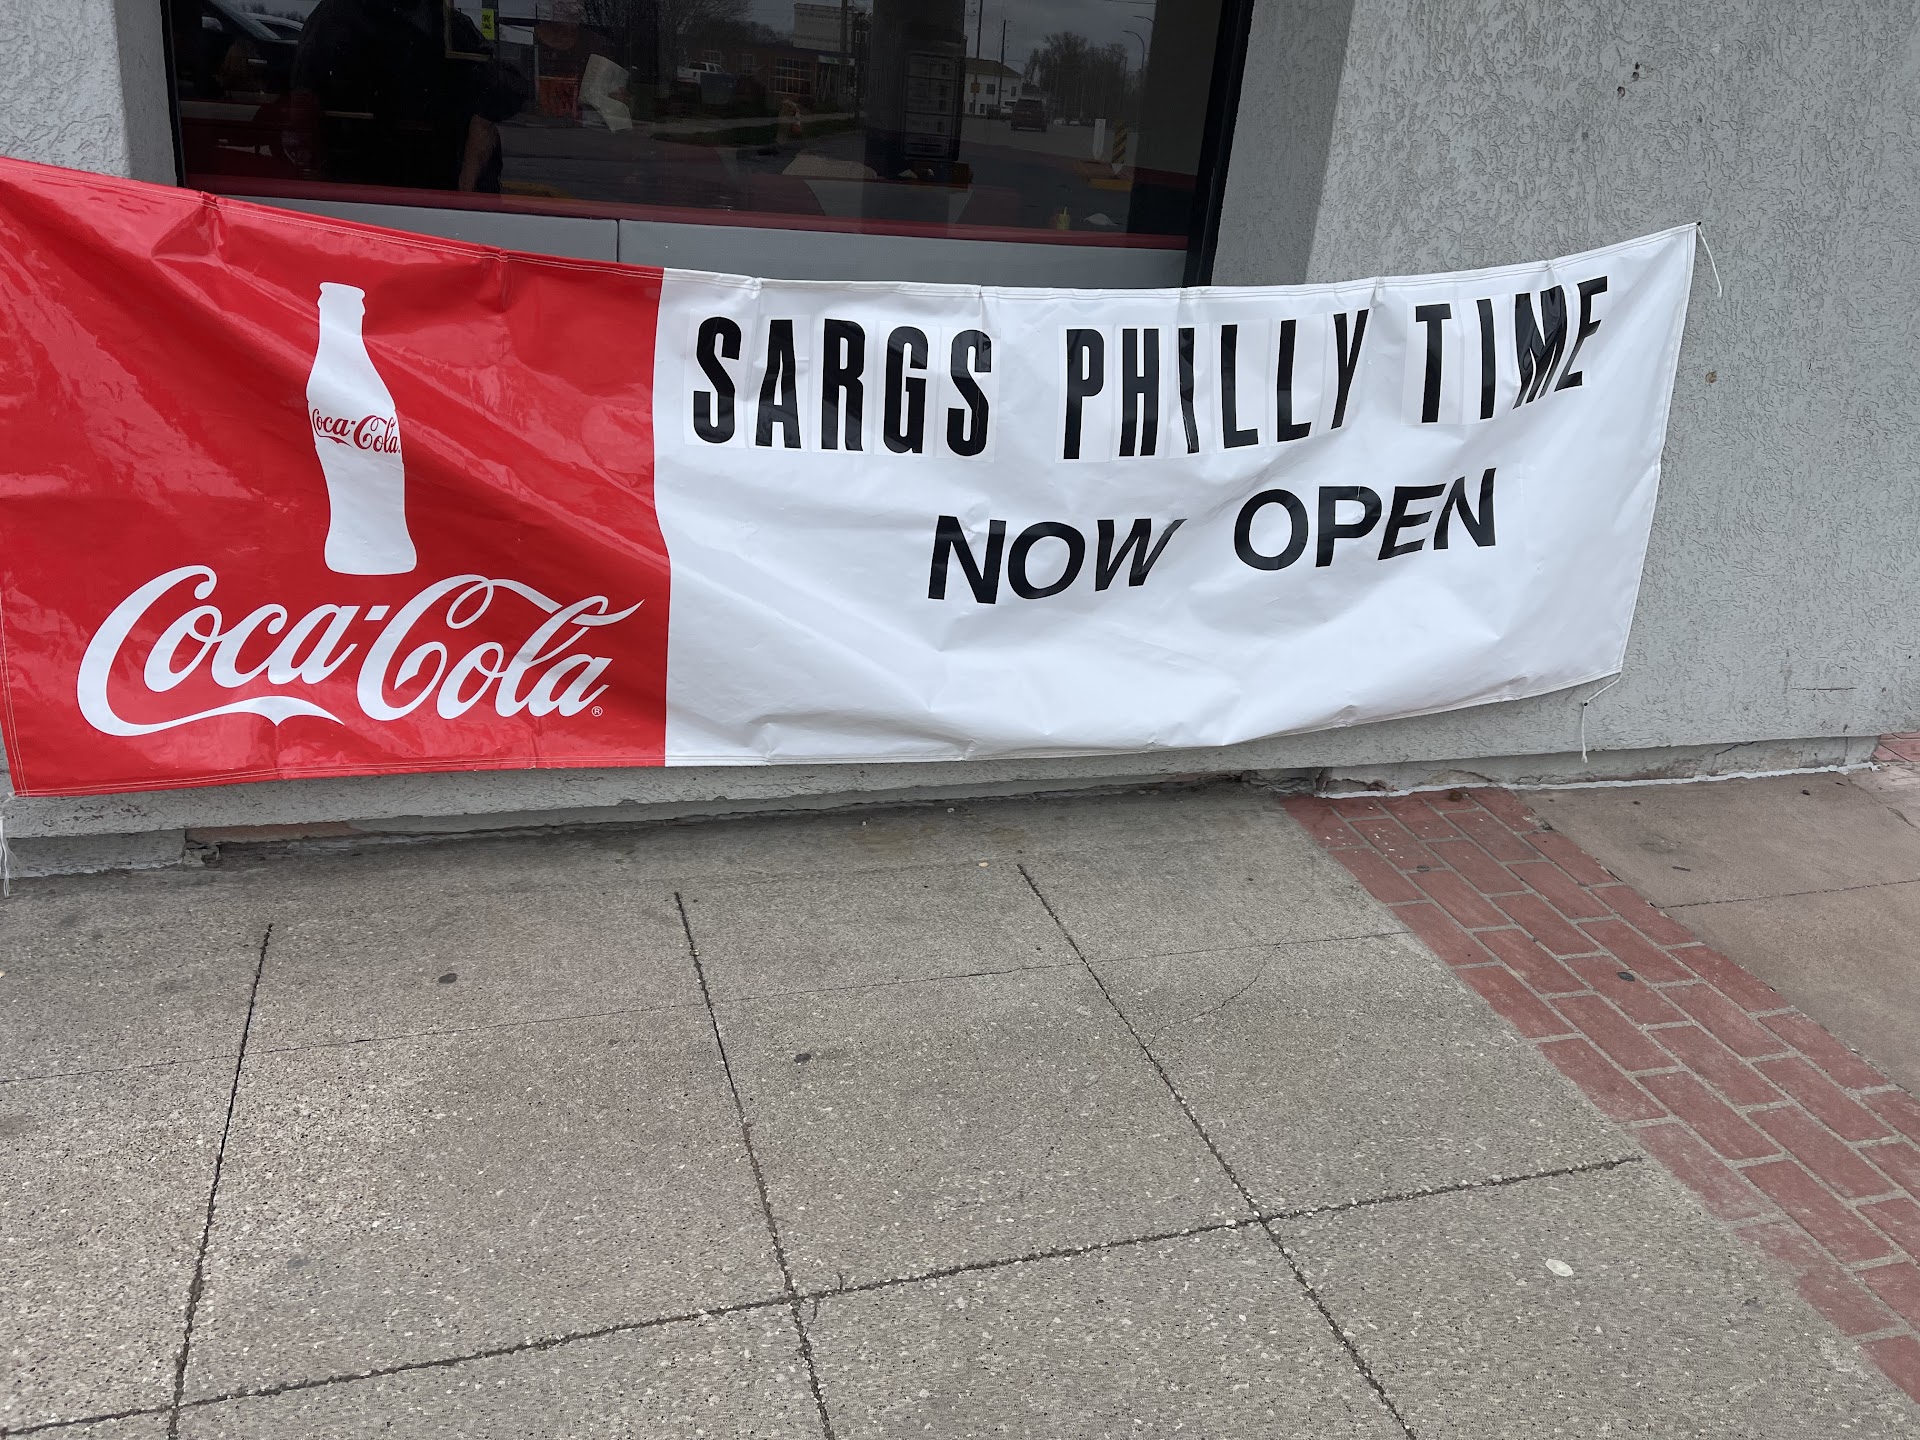 Coca-Cola
Coca-Cola®
SARGS PHILLY TIME
NOW OPEN